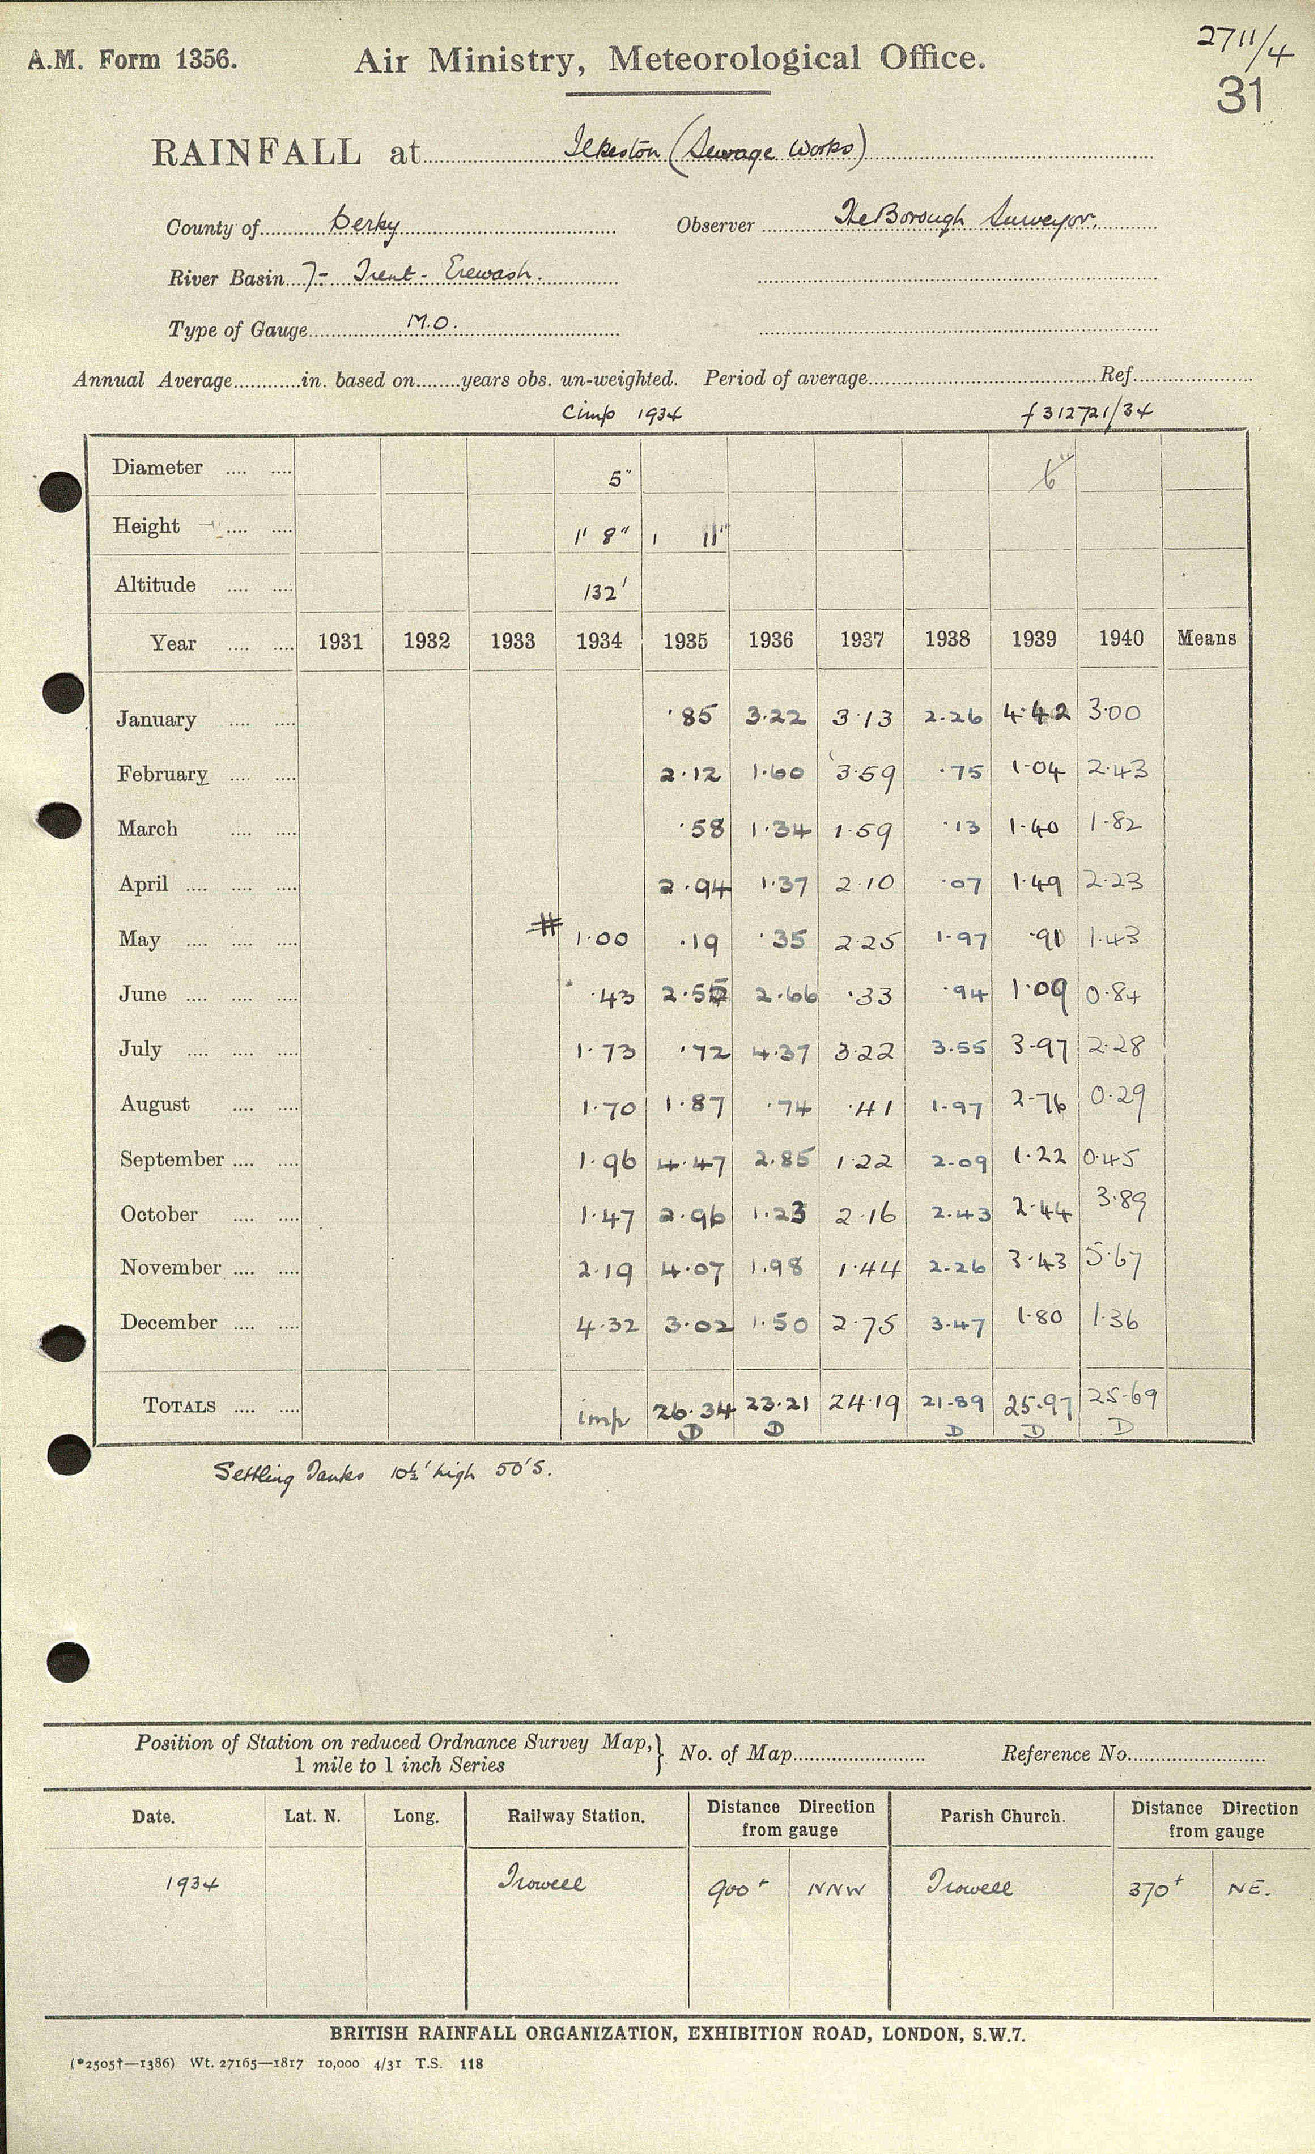 2711/4
A.M. Form 1356. Air Ministry, Meteorological Office.
31
RAINFALL at Ilkeston (Sewage Works)
County of Derby Observer The Borough Surveyor.
River Basin 7- Trent - Erewash.
Type of Gauge M.O.
Annual Average in. based on years obs. un-weighted. Period of average Ref.
Cimp 1934 f312721/34
Diameter .... .... 5" 6"
Height .... .... 1' 8" 1 11"
Altitude .... .... 132'
Year .... .... 1931 1932 1933 1934 1935 1936 1937 1938 1939 1940 Means
January .... .... ·85 3·22 3·13 2·26 4·42 3·00
February .... .... 2·12 1·60 3·59 ·75 1·04 2·43
March .... .... ·58 1·34 1·59 ·13 1·40 1·82
April .... .... .... 2·94 1·37 2·10 ·07 1·49 2·23
May .... .... .... # 1·00 ·19 ·35 2·25 1·97 ·91 1·43
June .... .... .... ·43 2·55 2·66 ·33 ·94 1·09 0·84
July .... .... .... 1·73 ·72 4·37 3·22 3·55 3·97 2·28
August .... .... 1·70 1·87 ·74 ·41 1·97 2·76 0·29
September .... .... 1·96 4·47 2·85 1·22 2·09 1·22 0·45
October .... .... 1·47 2·96 1·23 2·16 2·43 2·44 3·89
November .... .... 2·19 4·07 1·98 1·44 2·26 3·43 5·67
December .... .... 4·32 3·02 1·50 2·75 3·47 1·80 1·36
TOTALS .... .... imp 26·34 23·21 24·19 21·89 25·97 25·69
D D D D D
Settling Tanks 10½' high 50' S.
Position of Station on reduced Ordnance Survey Map, } No. of Map Reference No.
1 mile to 1 inch Series
Date. Lat. N. Long. Railway Station. Distance Direction from gauge Parish Church. Distance Direction from gauge
1934 Trowell 900+ NNW Trowell 370+ NE.
BRITISH RAINFALL ORGANIZATION, EXHIBITION ROAD, LONDON, S.W.7.
(*2505†—1386) Wt. 27165—1817 10,000 4/31 T.S. 118